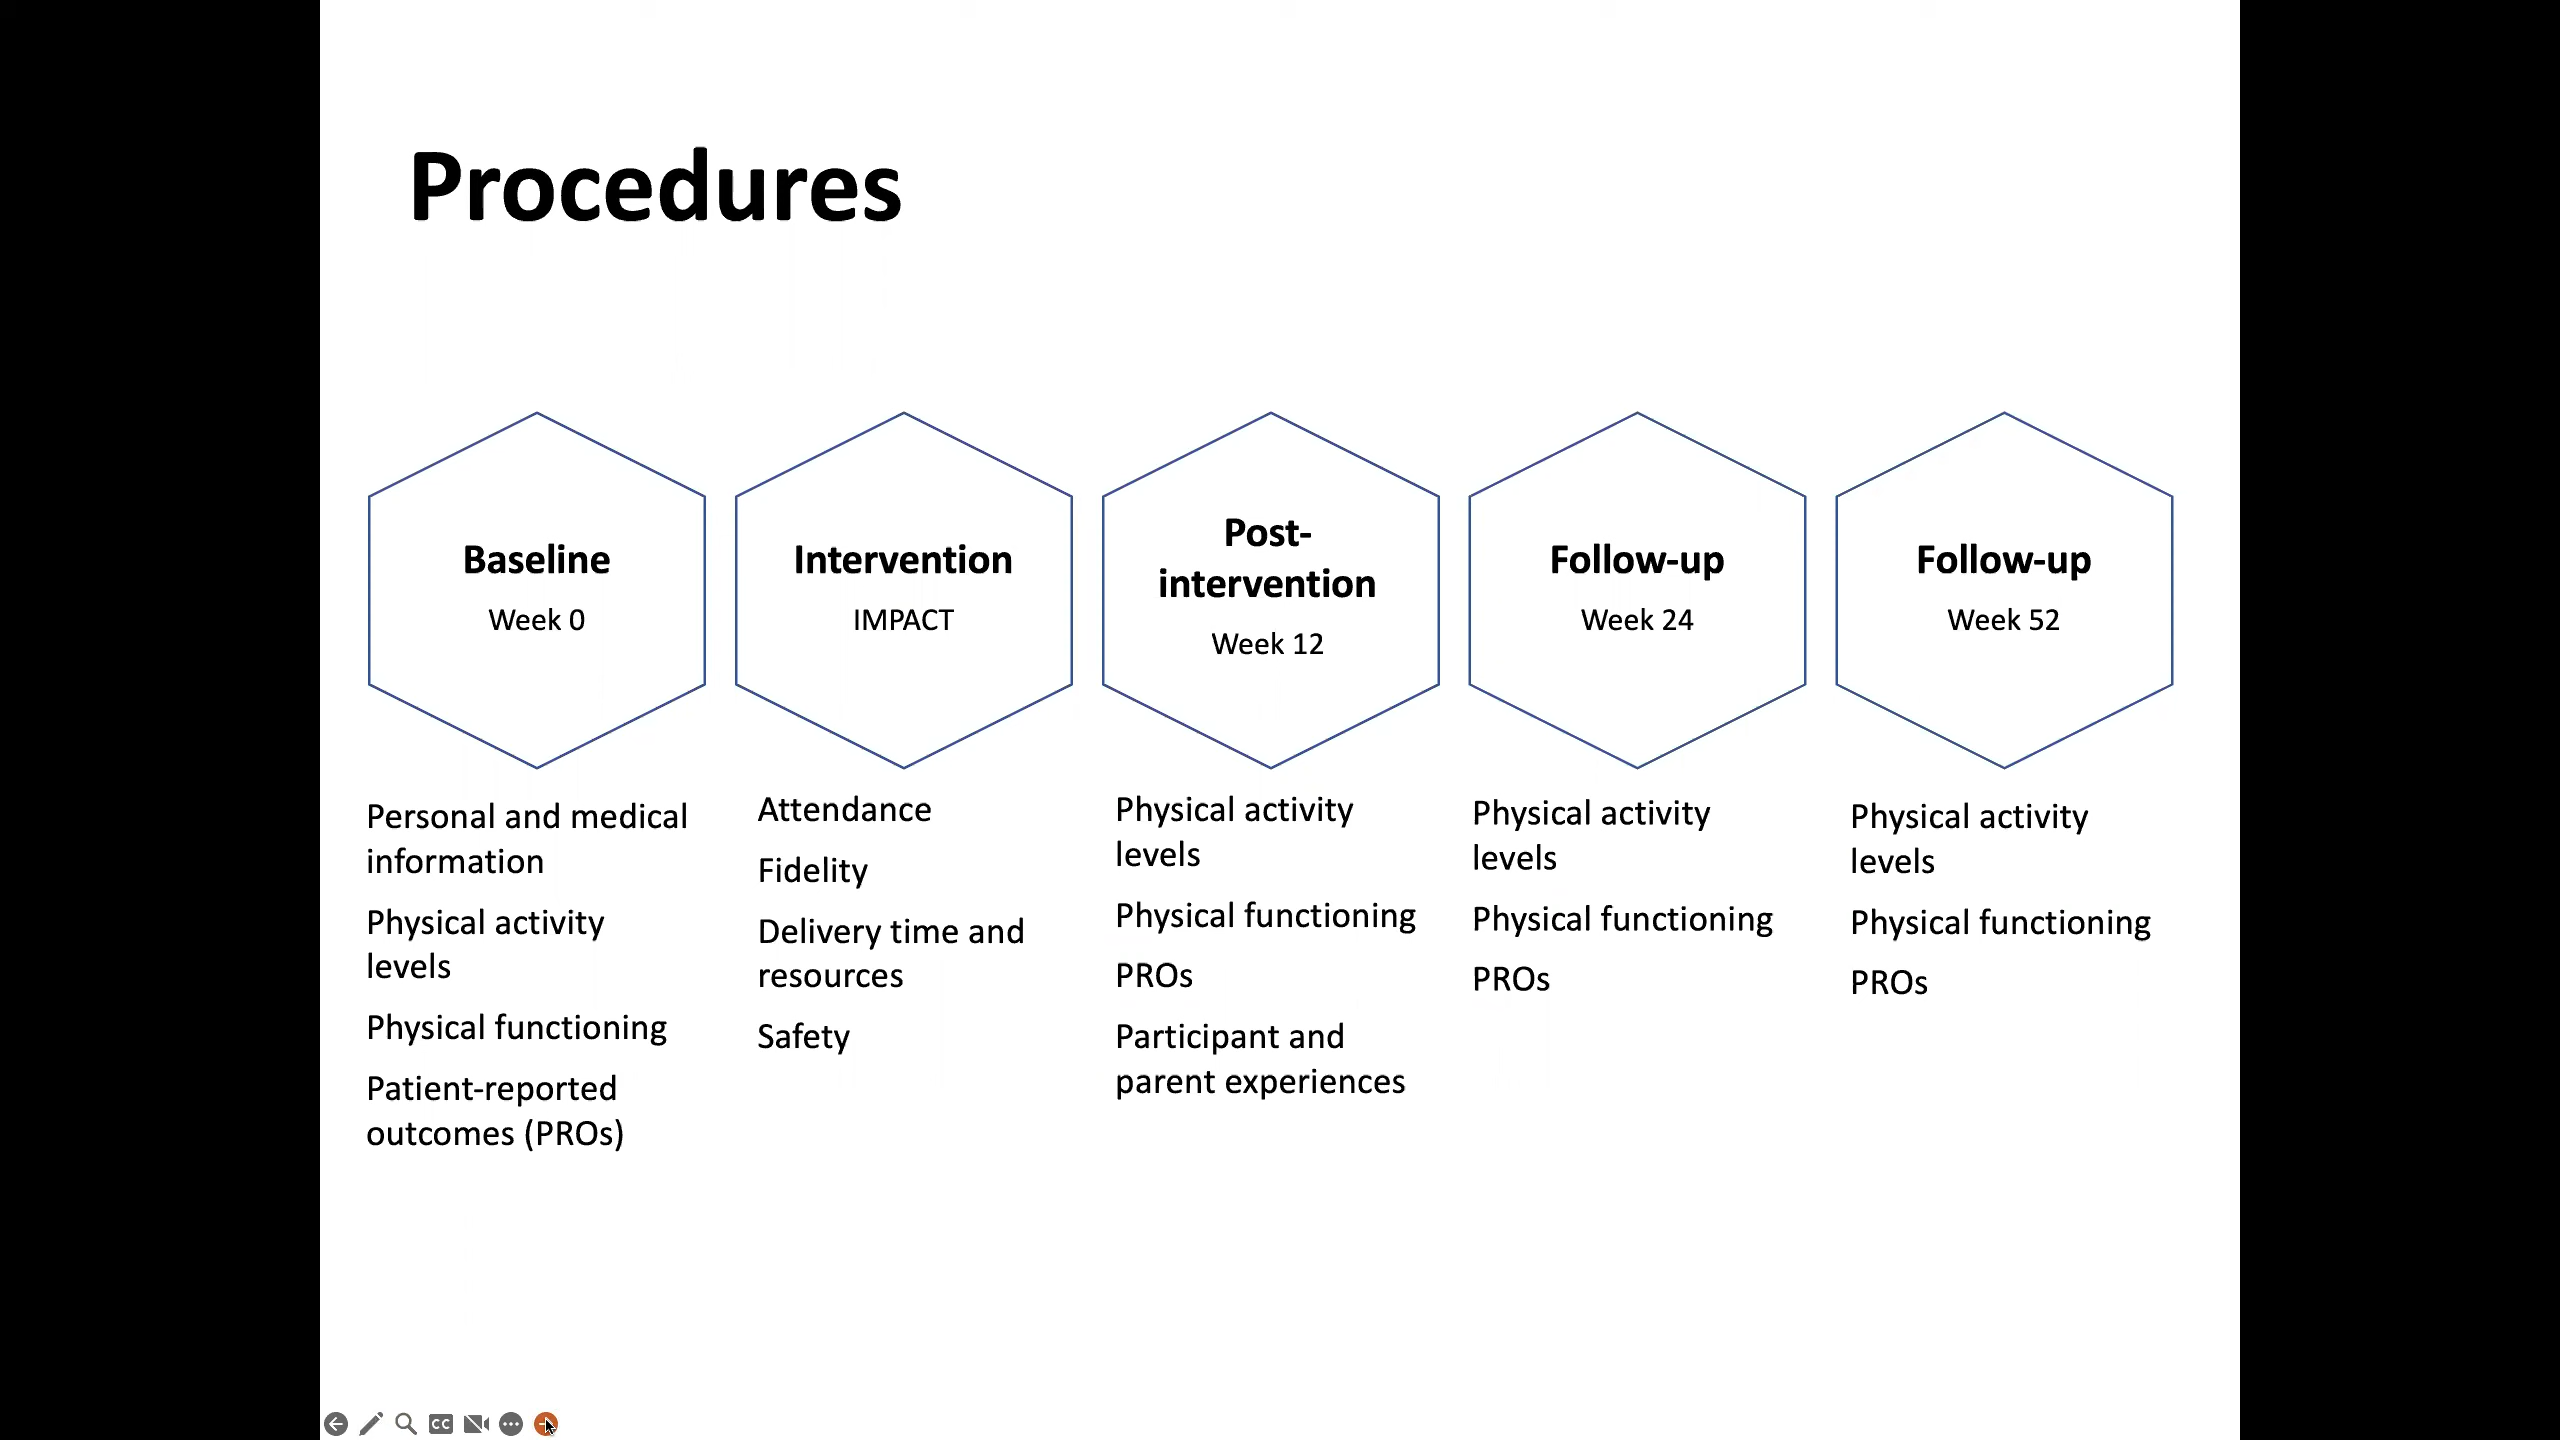 Procedures
Baseline
Week 0
Intervention
IMPACT
Post-
intervention
Week 12
Follow-up
Week 24
Follow-up
Week 52
Personal and medical
information
Physical activity
levels
Physical functioning
Patient-reported
outcomes (PROs)
Attendance
Fidelity
Delivery time and
resources
Safety
Physical activity
levels
Physical functioning
PROs
Participant and
parent experiences
Physical activity
levels
Physical functioning
PROs
Physical activity
levels
Physical functioning
PROs
CC